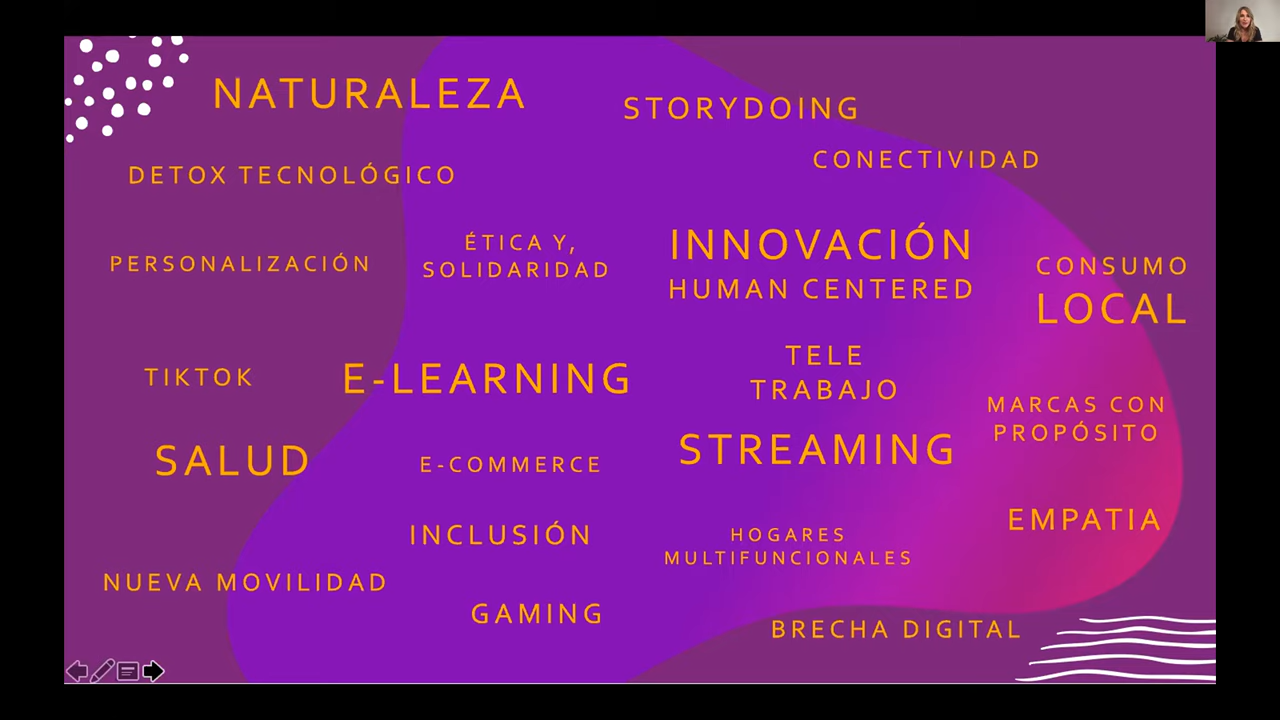 NATURALEZA
STORYDOING
CONECTIVIDAD
DETOX TECNOLÓGICO
PERSONALIZACIÓN
ÉTICA Y,
SOLIDARIDAD
INNOVACIÓN
HUMAN CENTERED
CONSUMO
LOCAL
TIKTOK
E-LEARNING
TELE
TRABAJO
MARCAS CON
PROPÓSITO
SALUD
E-COMMERCE
STREAMING
EMPATIA
INCLUSIÓN
HOGARES
MULTIFUNCIONALES
NUEVA MOVILIDAD
GAMING
BRECHA DIGITAL